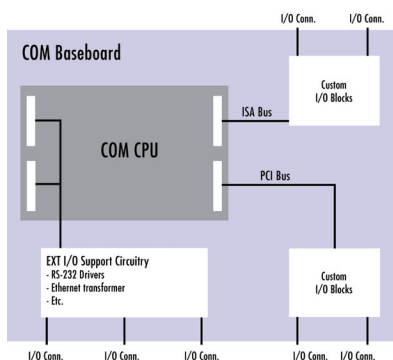 I/O Conn. I/O Conn.
COM Baseboard
Custom
I/O Blocks
ISA Bus
COM CPU
PCI Bus
EXT I/O Support Circuitry
- RS-232 Drivers
- Ethernet transformer
- Etc.
Custom
I/O Blocks
I/O Conn. I/O Conn. I/O Conn. I/O Conn. I/O Conn.